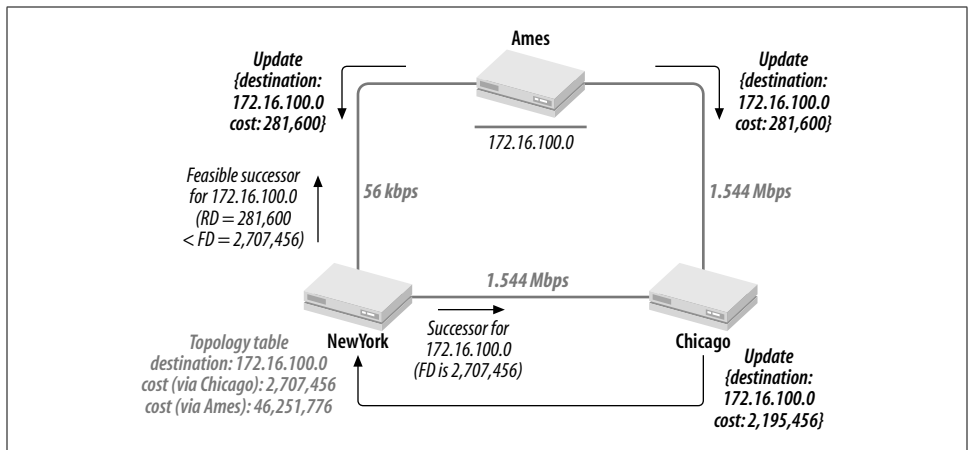 Ames
Update
{destination:
172.16.100.0
cost: 281,600}
Update
{destination:
172.16.100.0
cost: 281,600}
172.16.100.0
Feasible successor
for 172.16.100.0
(RD = 281,600
< FD = 2,707,456)
56 kbps
1.544 Mbps
1.544 Mbps
NewYork
Chicago
Successor for
172.16.100.0
(FD is 2,707,456)
Topology table
destination: 172.16.100.0
cost (via Chicago): 2,707,456
cost (via Ames): 46,251,776
Update
{destination:
172.16.100.0
cost: 2,195,456}